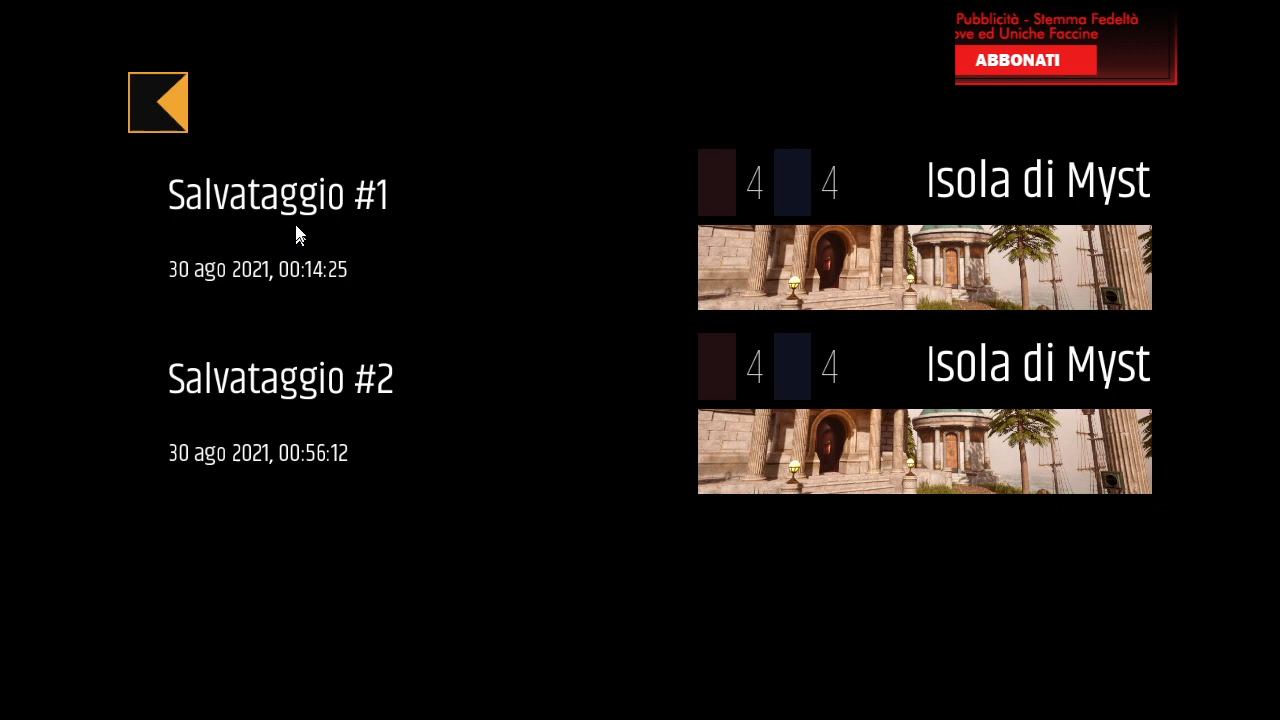 Pubblicità - Stemma Fedeltà
ove ed Uniche Faccine
ABBONATI
Salvataggio #1
4 4
Isola di Myst
30 ago 2021, 00:14:25
Salvataggio #2
4 4
Isola di Myst
30 ago 2021, 00:56:12